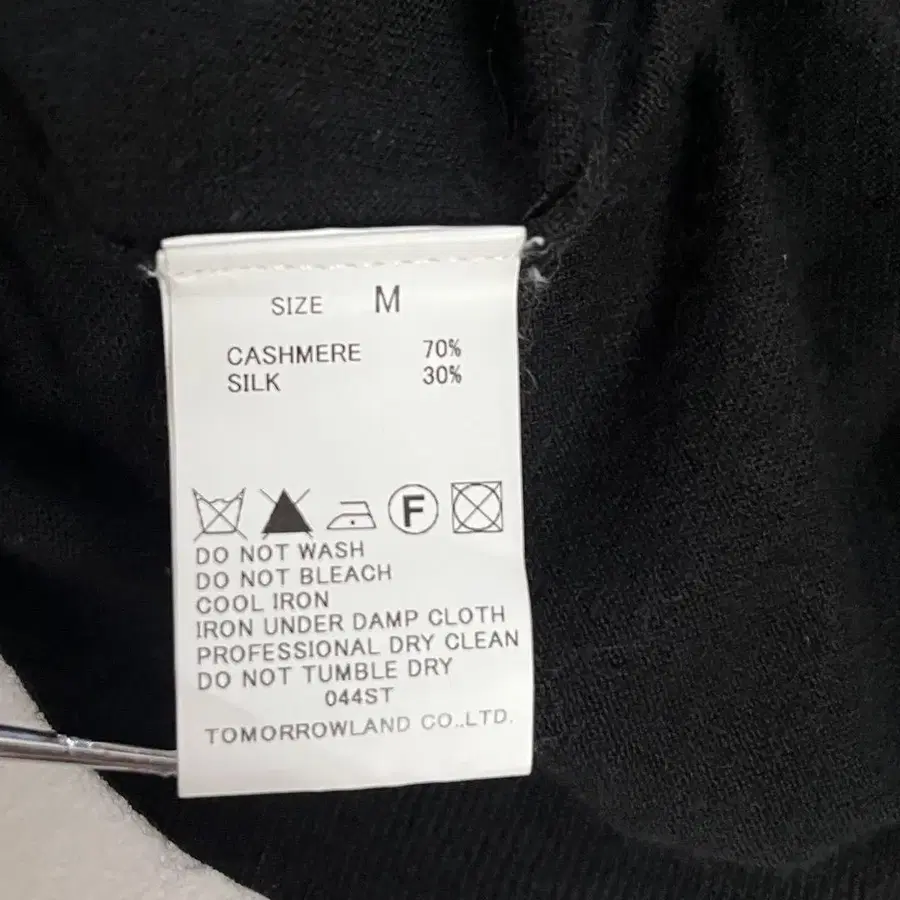 SIZE M
CASHMERE 70%
SILK 30%
F
DO NOT WASH
DO NOT BLEACH
COOL IRON
IRON UNDER DAMP CLOTH
PROFESSIONAL DRY CLEAN
DO NOT TUMBLE DRY
044ST
TOMORROWLAND CO.,LTD.